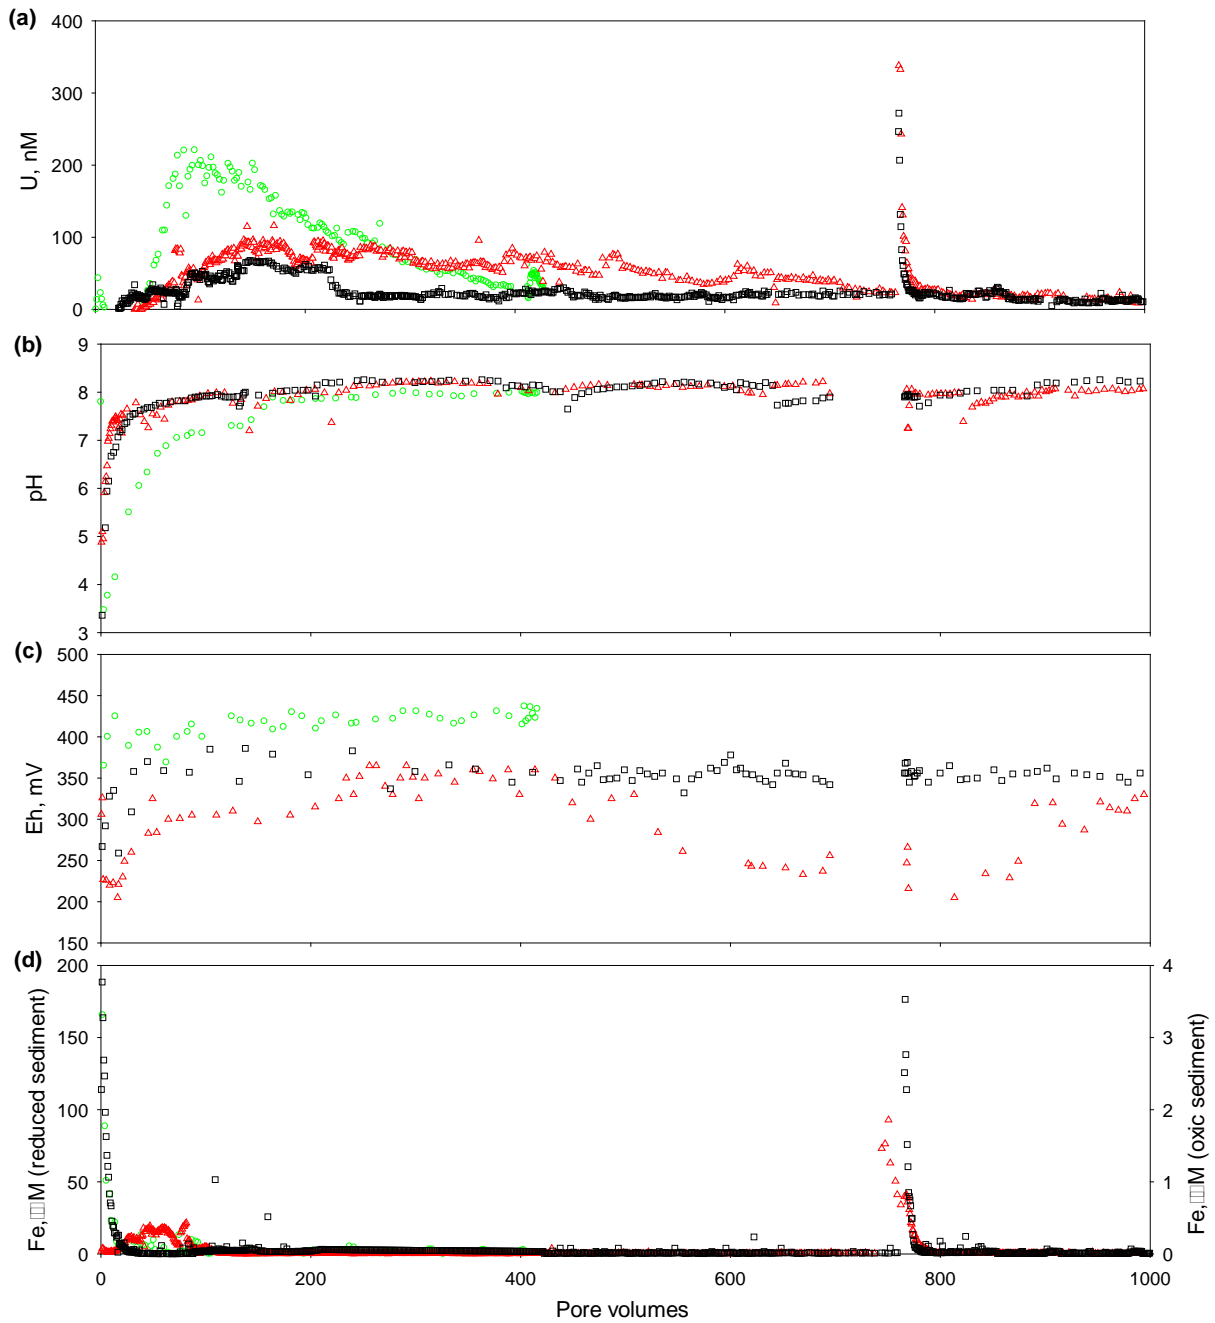 (a)
400
300
200
100
0
U, nM
(b)
9
8
7
6
5
4
3
pH
(c)
500
450
400
350
300
250
200
150
Eh, mV
(d)
200
150
100
50
0
Fe, □□M (reduced sediment)
4
3
2
1
0
Fe, □□M (oxic sediment)
0 200 400 600 800 1000
Pore volumes